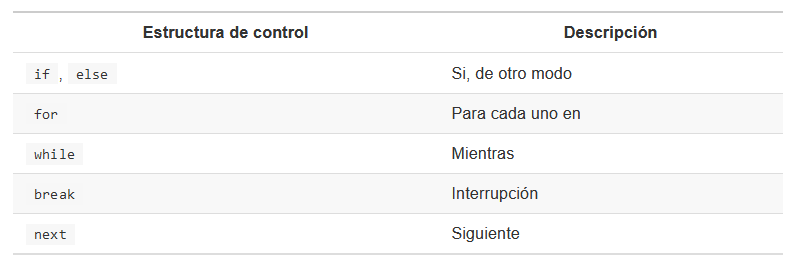 Estructura de control Descripción
if , else Si, de otro modo
for Para cada uno en
while Mientras
break Interrupción
next Siguiente